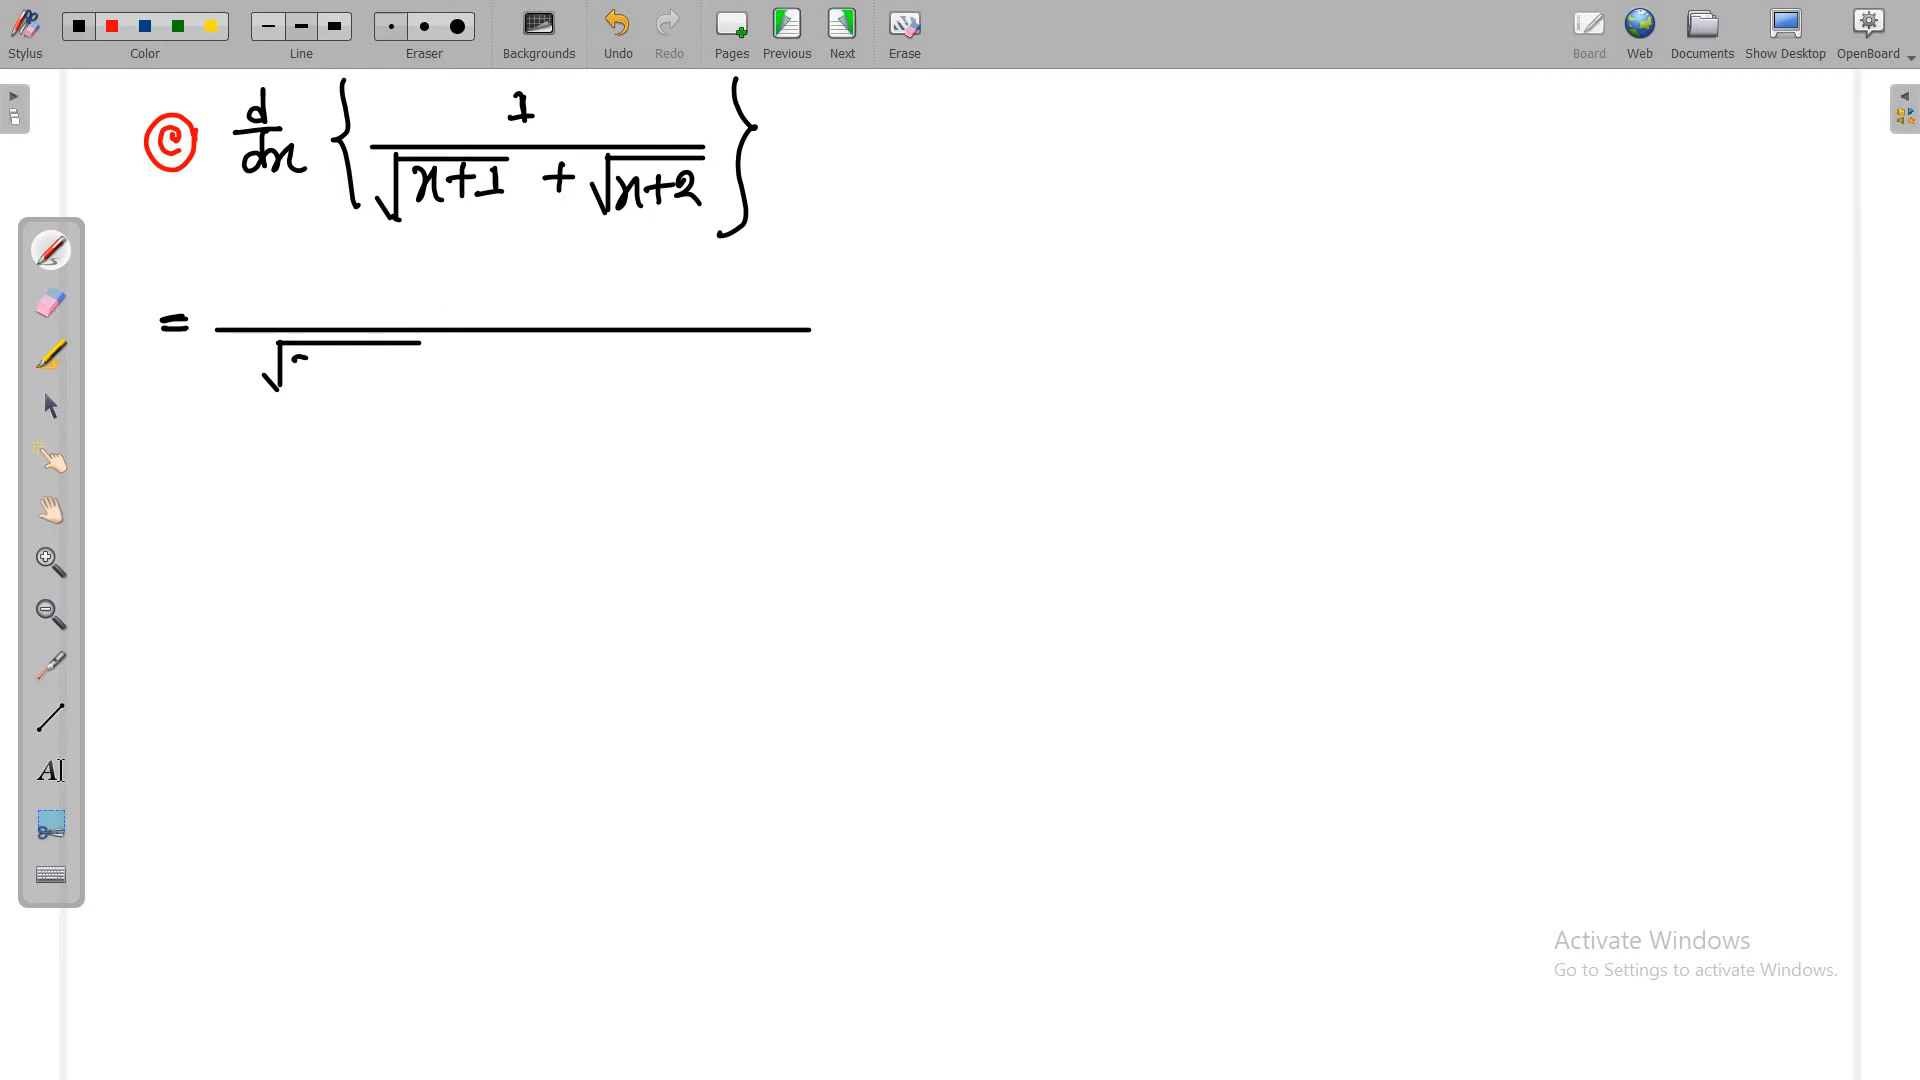 Stylus Color Line Eraser Backgrounds Undo Redo Pages Previous Next Erase Board Web Documents Show Desktop OpenBoard
© d/dx { 1 / (√(x+1) + √(x+2)) }
= √
Activate Windows
Go to Settings to activate Windows.